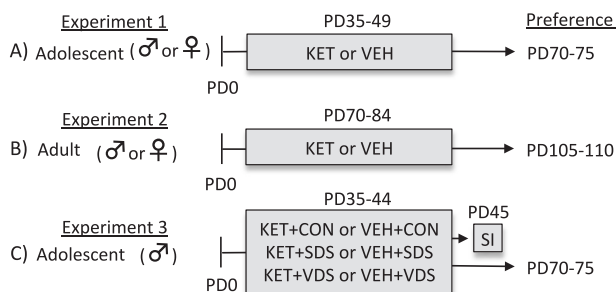 Experiment 1 PD35-49 Preference
A) Adolescent (♂ or ♀) KET or VEH PD70-75
PD0
Experiment 2 PD70-84
B) Adult (♂ or ♀) KET or VEH PD105-110
PD0
Experiment 3 PD35-44 PD45
KET+CON or VEH+CON SI
C) Adolescent (♂) KET+SDS or VEH+SDS
KET+VDS or VEH+VDS PD70-75
PD0